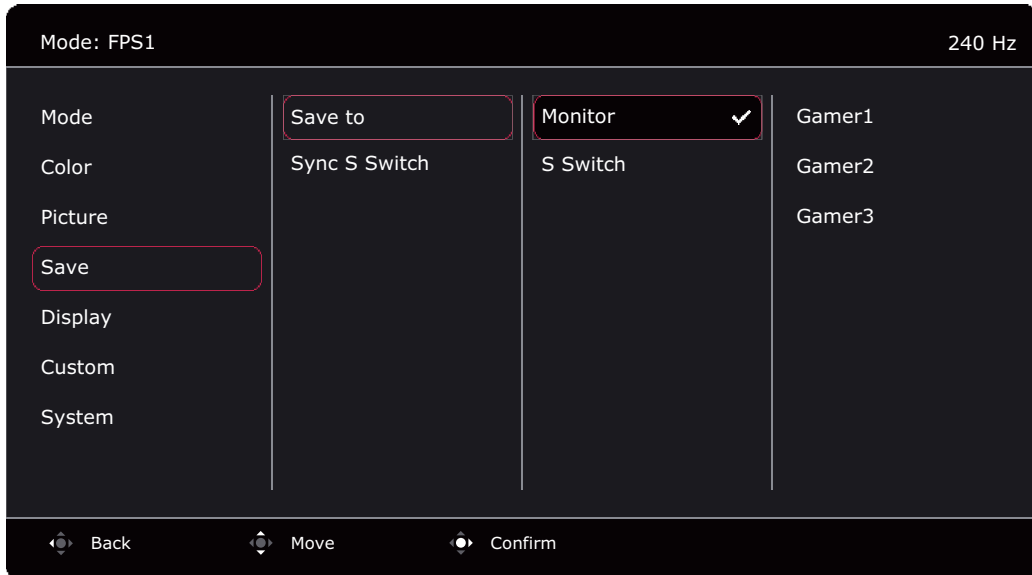 Mode: FPS1
240 Hz
Mode
Color
Picture
Save
Display
Custom
System
Save to
Sync S Switch
Monitor
S Switch
Gamer1
Gamer2
Gamer3
Back
Move
Confirm